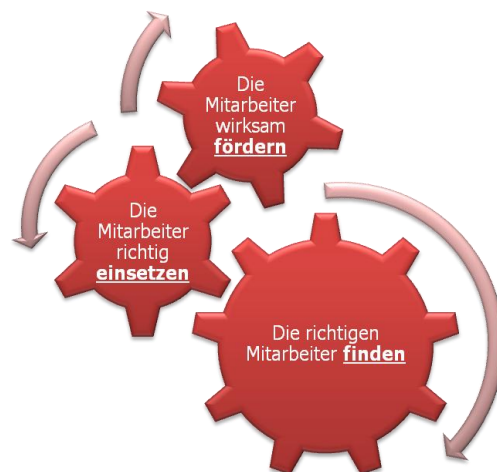 Die
Mitarbeiter
wirksam
fördern
Die
Mitarbeiter
richtig
einsetzen
Die richtigen
Mitarbeiter finden